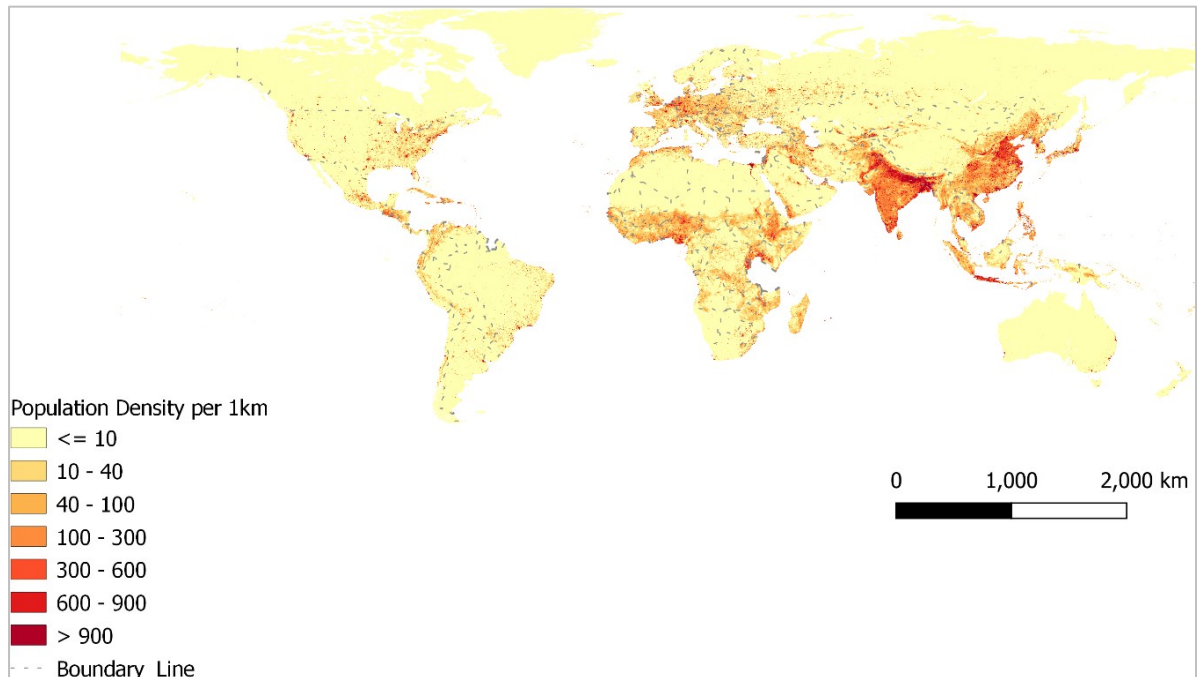 Population Density per 1km
<= 10
10 - 40
40 - 100
100 - 300
300 - 600
600 - 900
> 900
Boundary Line
0 1,000 2,000 km